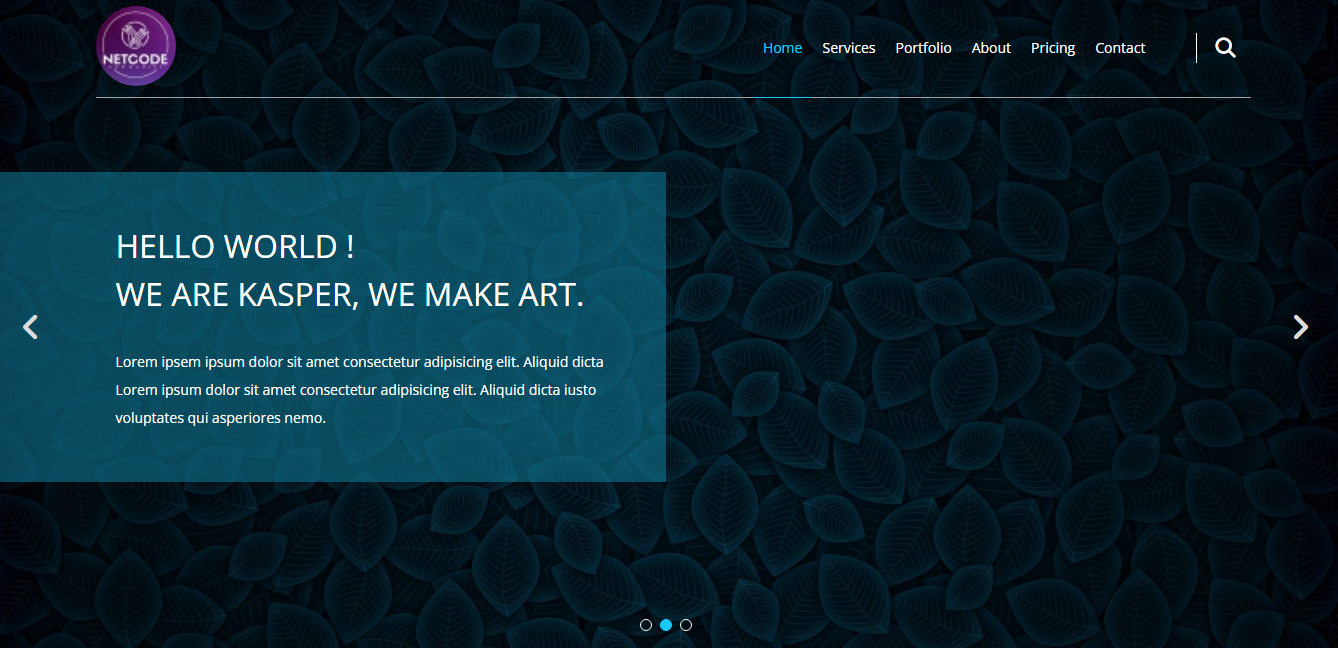 NETCODE
Home Services Portfolio About Pricing Contact
HELLO WORLD !
WE ARE KASPER, WE MAKE ART.
Lorem ipsem ipsum dolor sit amet consectetur adipisicing elit. Aliquid dicta
Lorem ipsum dolor sit amet consectetur adipisicing elit. Aliquid dicta iusto
voluptates qui asperiores nemo.